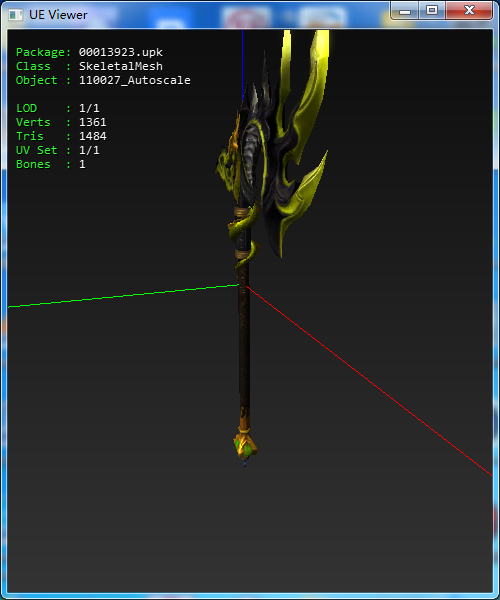 UE Viewer
Package: 00013923.upk
Class : SkeletalMesh
Object : 110027_Autoscale
LOD : 1/1
Verts : 1361
Tris : 1484
UV Set : 1/1
Bones : 1